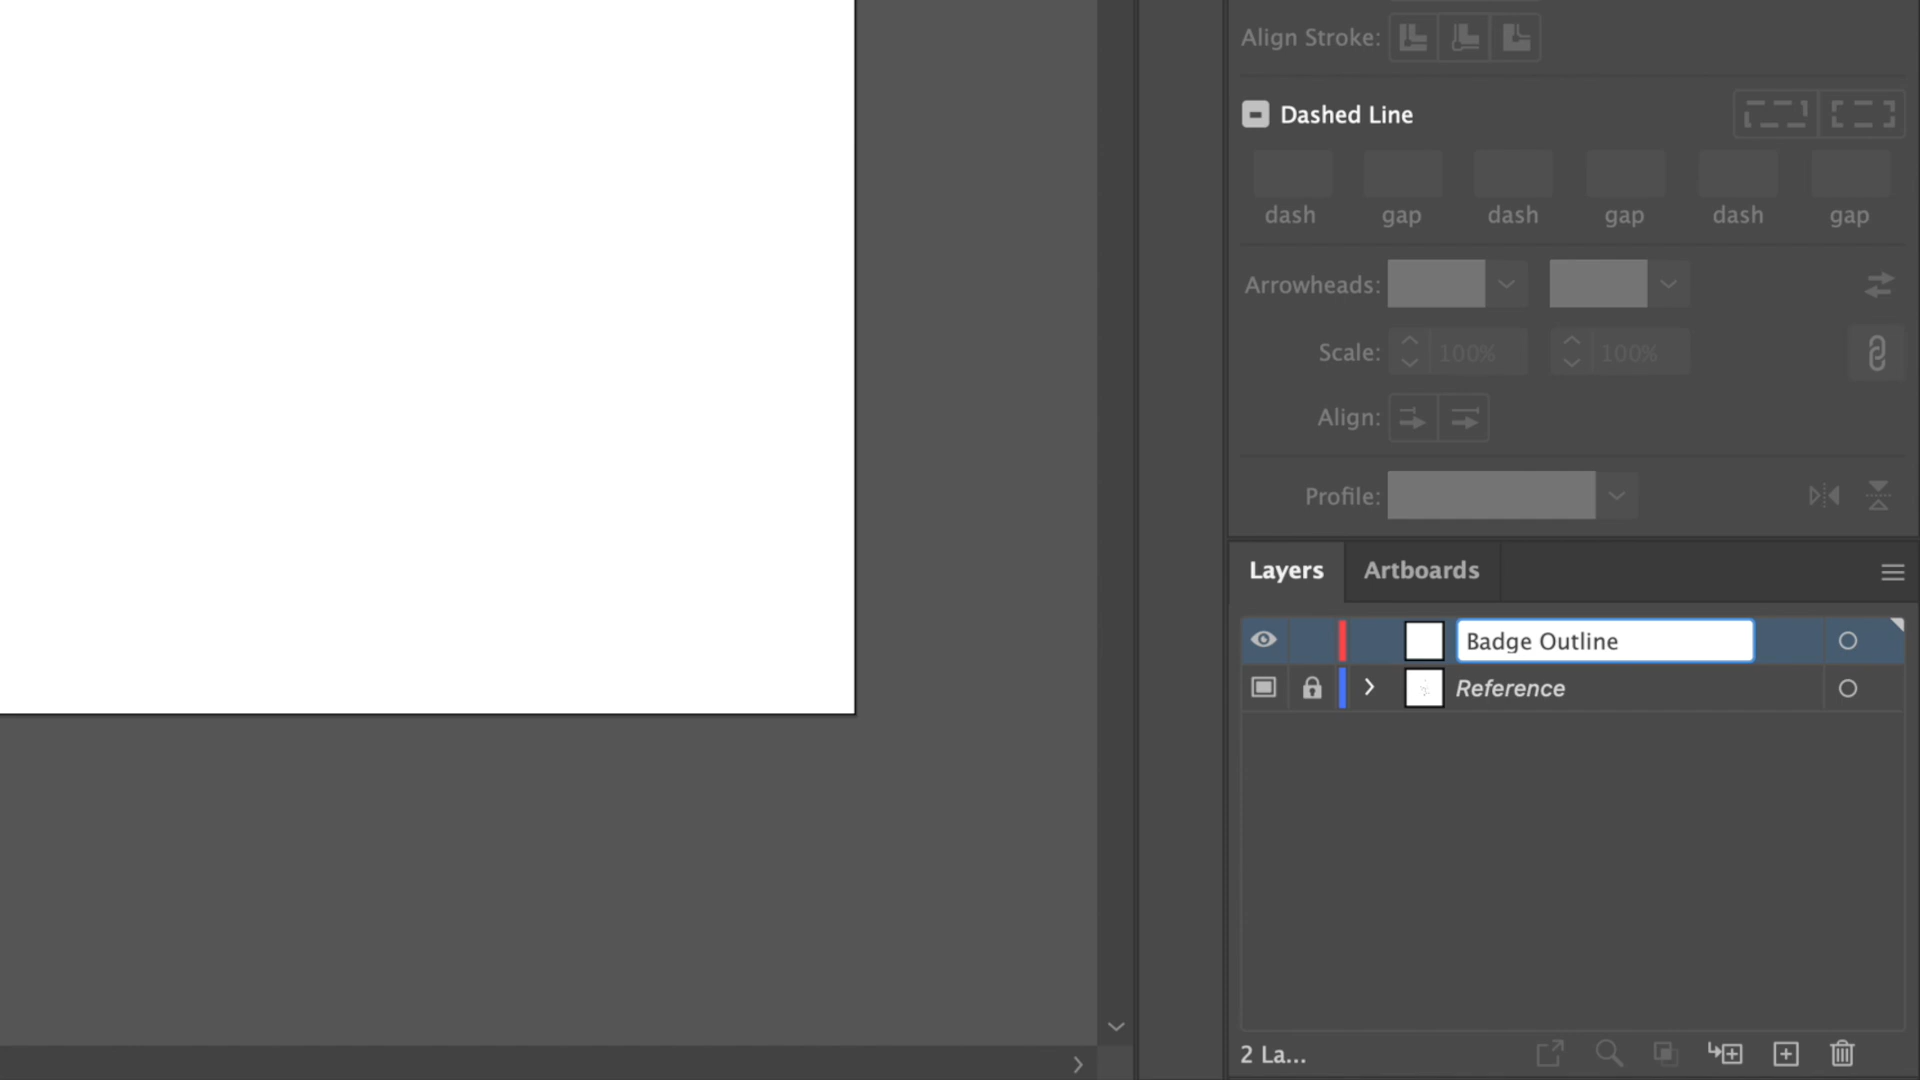 Align Stroke:
Dashed Line
dash gap dash gap dash gap
Arrowheads:
Scale: 100% 100%
Align:
Profile:
Layers Artboards
Badge Outline
Reference
2 La...